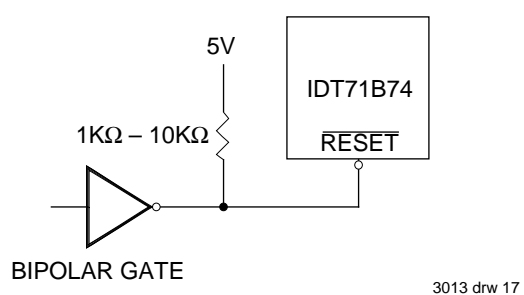 5V
IDT71B74
1KΩ – 10KΩ
RESET
BIPOLAR GATE
3013 drw 17